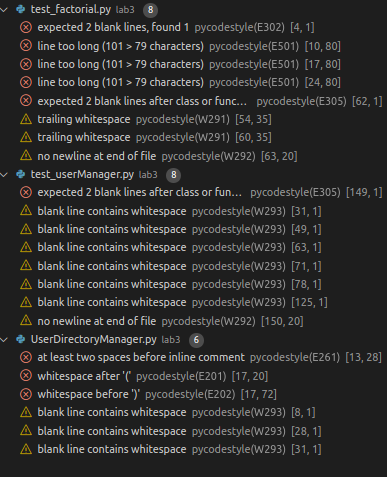 test_factorial.py lab3 8
expected 2 blank lines, found 1 pycodestyle(E302) [4, 1]
line too long (101 > 79 characters) pycodestyle(E501) [10, 80]
line too long (101 > 79 characters) pycodestyle(E501) [17, 80]
line too long (101 > 79 characters) pycodestyle(E501) [24, 80]
expected 2 blank lines after class or func... pycodestyle(E305) [62, 1]
trailing whitespace pycodestyle(W291) [54, 35]
trailing whitespace pycodestyle(W291) [60, 35]
no newline at end of file pycodestyle(W292) [63, 20]
test_userManager.py lab3 8
expected 2 blank lines after class or fun... pycodestyle(E305) [149, 1]
blank line contains whitespace pycodestyle(W293) [31, 1]
blank line contains whitespace pycodestyle(W293) [49, 1]
blank line contains whitespace pycodestyle(W293) [63, 1]
blank line contains whitespace pycodestyle(W293) [71, 1]
blank line contains whitespace pycodestyle(W293) [78, 1]
blank line contains whitespace pycodestyle(W293) [125, 1]
no newline at end of file pycodestyle(W292) [150, 20]
UserDirectoryManager.py lab3 6
at least two spaces before inline comment pycodestyle(E261) [13, 28]
whitespace after '(' pycodestyle(E201) [17, 20]
whitespace before ')' pycodestyle(E202) [17, 72]
blank line contains whitespace pycodestyle(W293) [8, 1]
blank line contains whitespace pycodestyle(W293) [28, 1]
blank line contains whitespace pycodestyle(W293) [31, 1]